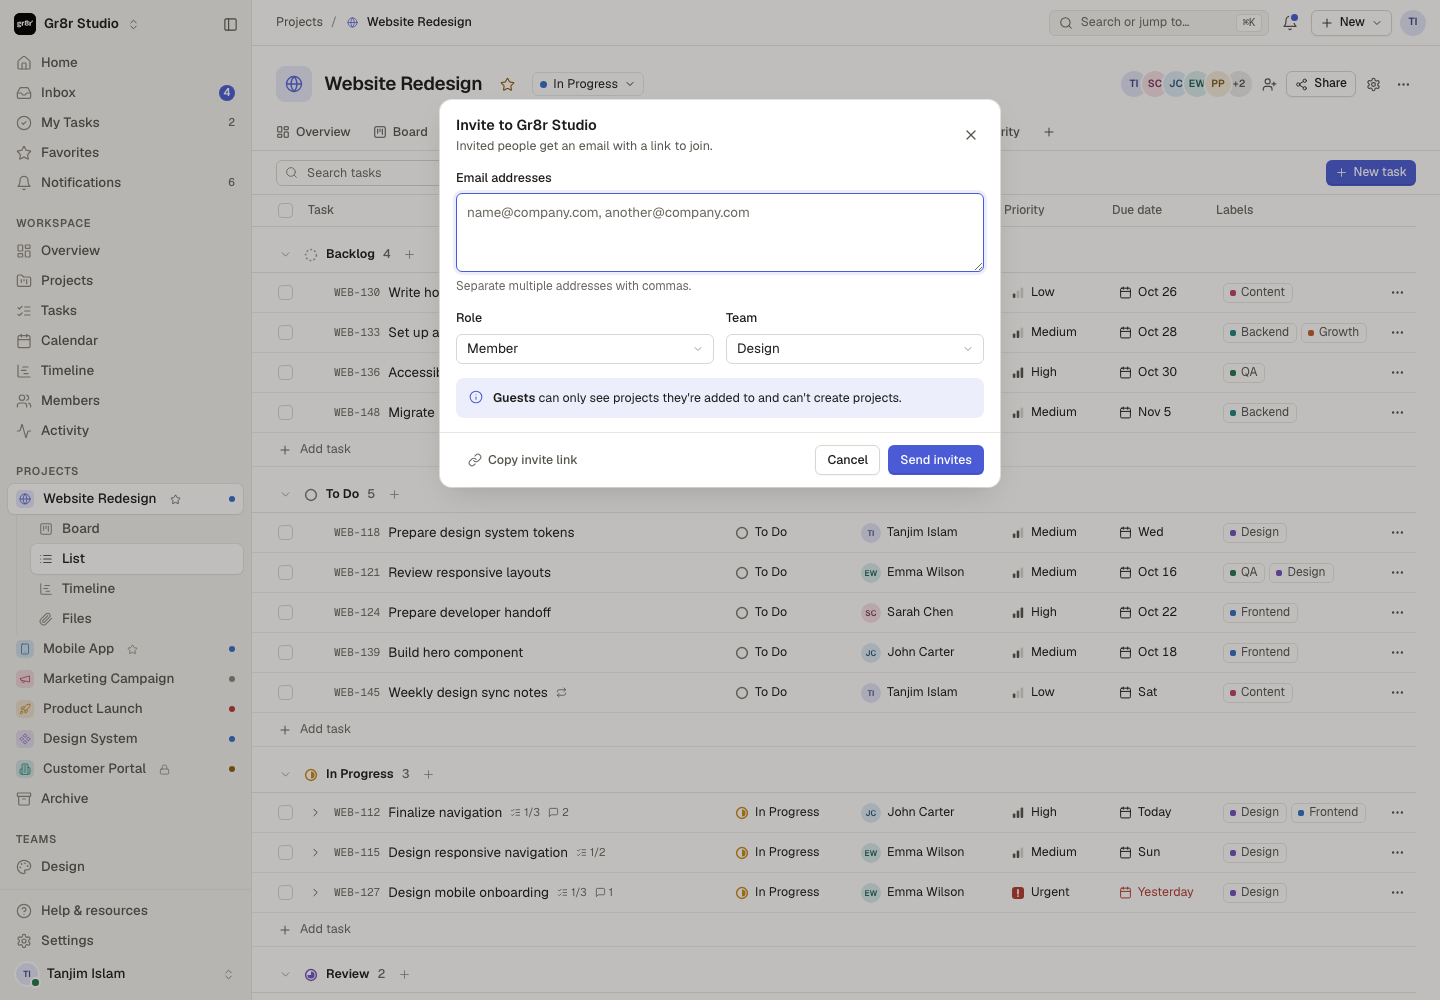 gr8r
Gr8r Studio
Home
Inbox 4
My Tasks 2
Favorites
Notifications 6
WORKSPACE
Overview
Projects
Tasks
Calendar
Timeline
Members
Activity
PROJECTS
Website Redesign
Board
List
Timeline
Files
Mobile App
Marketing Campaign
Product Launch
Design System
Customer Portal
Archive
TEAMS
Design
Help & resources
Settings
TI Tanjim Islam
Projects / Website Redesign
Search or jump to... ⌘K
New
TI
Website Redesign
In Progress
TI SC JC EW PP +2
Share
Overview Board
Search tasks
New task
Task Priority Due date Labels
Invite to Gr8r Studio
Invited people get an email with a link to join.
Email addresses
name@company.com, another@company.com
Separate multiple addresses with commas.
Role Team
Member Design
Guests can only see projects they're added to and can't create projects.
Copy invite link Cancel Send invites
Backlog 4
WEB-130 Low Oct 26 Content
WEB-133 Set up Medium Oct 28 Backend Growth
WEB-136 High Oct 30 QA
WEB-148 Migrate Medium Nov 5 Backend
Add task
To Do 5
WEB-118 Prepare design system tokens To Do TI Tanjim Islam Medium Wed Design
WEB-121 Review responsive layouts To Do EW Emma Wilson Medium Oct 16 QA Design
WEB-124 Prepare developer handoff To Do SC Sarah Chen High Oct 22 Frontend
WEB-139 Build hero component To Do JC John Carter Medium Oct 18 Frontend
WEB-145 Weekly design sync notes To Do TI Tanjim Islam Low Sat Content
Add task
In Progress 3
WEB-112 Finalize navigation 1/3 2 In Progress JC John Carter High Today Design Frontend
WEB-115 Design responsive navigation 1/2 In Progress EW Emma Wilson Medium Sun Design
WEB-127 Design mobile onboarding 1/3 1 In Progress EW Emma Wilson Urgent Yesterday Design
Add task
Review 2